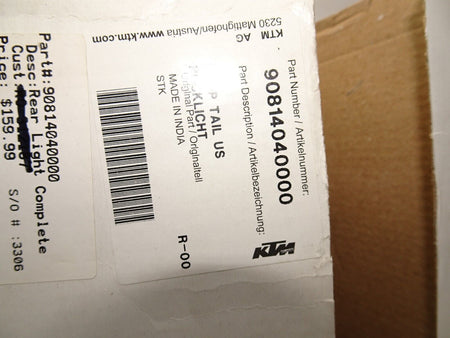 KTM AG
5230 Mattighofen/Austria www.ktm.com
Part Number / Artikelnummer:
90814040000
Part Description / Artikelbezeichnung:
P TAIL US
KLICHT
Original Part / Originalteil
MADE IN INDIA
STK
R-00
KTM
Part#:90814040000
Desc:Rear Light Complete
Cust
Price: $159.99
S/O #:3306